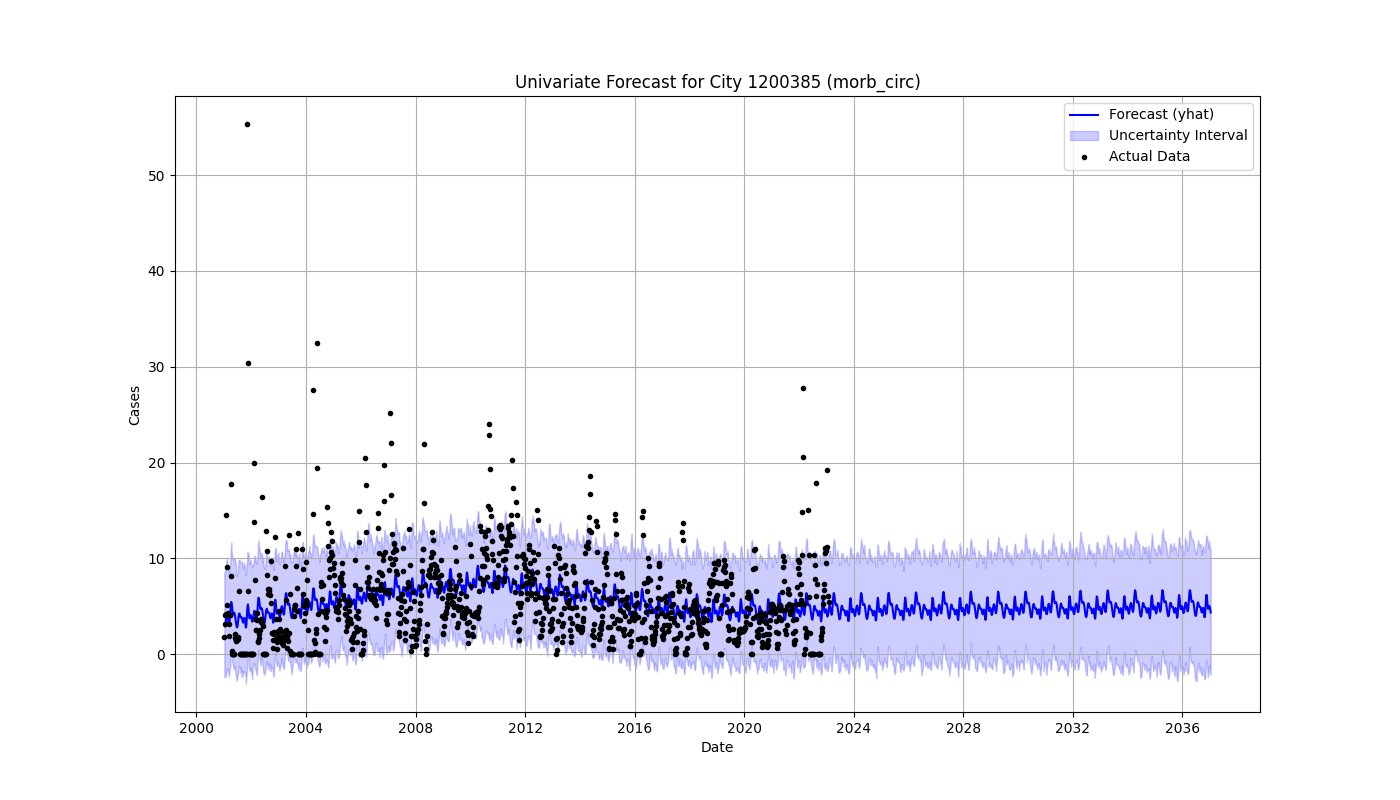 Univariate Forecast for City 1200385 (morb_circ)
Forecast (yhat)
Uncertainty Interval
Actual Data
50
40
30
20
10
0
Cases
2000 2004 2008 2012 2016 2020 2024 2028 2032 2036
Date